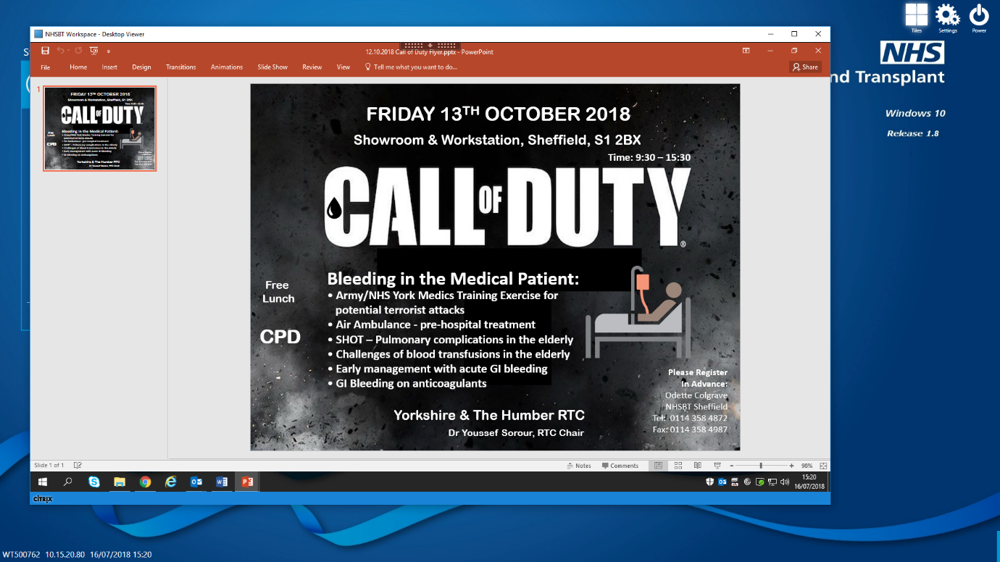 Tiles Settings Power
NHSBT Workspace - Desktop Viewer
NHS
nd Transplant
Windows 10
Release 1.8
12.10.2018 Call of Duty Flyer.pptx - PowerPoint
File Home Insert Design Transitions Animations Slide Show Review View Tell me what you want to do... Share
1
FRIDAY 13TH OCTOBER 2018
Showroom & Workstation, Sheffield, S1 2BX
Time: 9:30 – 15:30
CALL OF DUTY®
Bleeding in the Medical Patient:
• Army/NHS York Medics Training Exercise for
potential terrorist attacks
• Air Ambulance - pre-hospital treatment
• SHOT – Pulmonary complications in the elderly
• Challenges of blood transfusions in the elderly
• Early management with acute GI bleeding
• GI Bleeding on anticoagulants
Free
Lunch
CPD
Please Register
In Advance:
Odette Colgrave
NHSBT Sheffield
Tel: 0114 358 4872
Fax: 0114 358 4987
Yorkshire & The Humber RTC
Dr Youssef Sorour, RTC Chair
Slide 1 of 1 Notes Comments 98%
15:20
16/07/2018
CITRIX
WT500762 10.15.20.80 16/07/2018 15:20